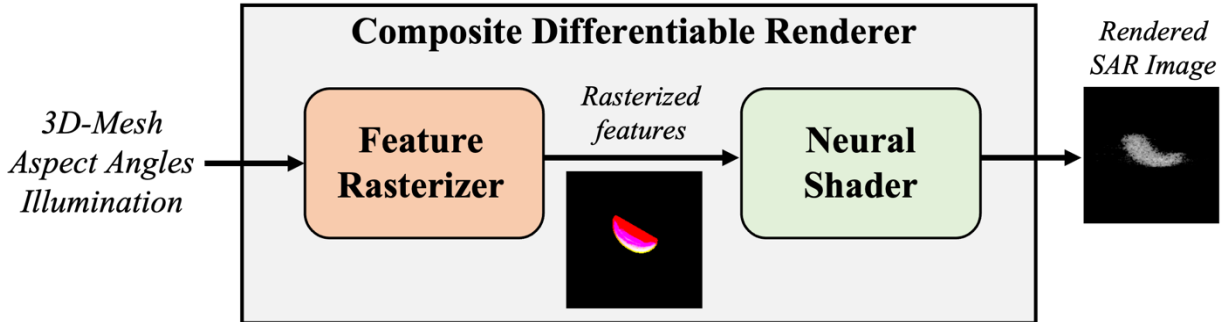 Composite Differentiable Renderer
3D-Mesh
Aspect Angles
Illumination
Feature
Rasterizer
Rasterized
features
Neural
Shader
Rendered
SAR Image